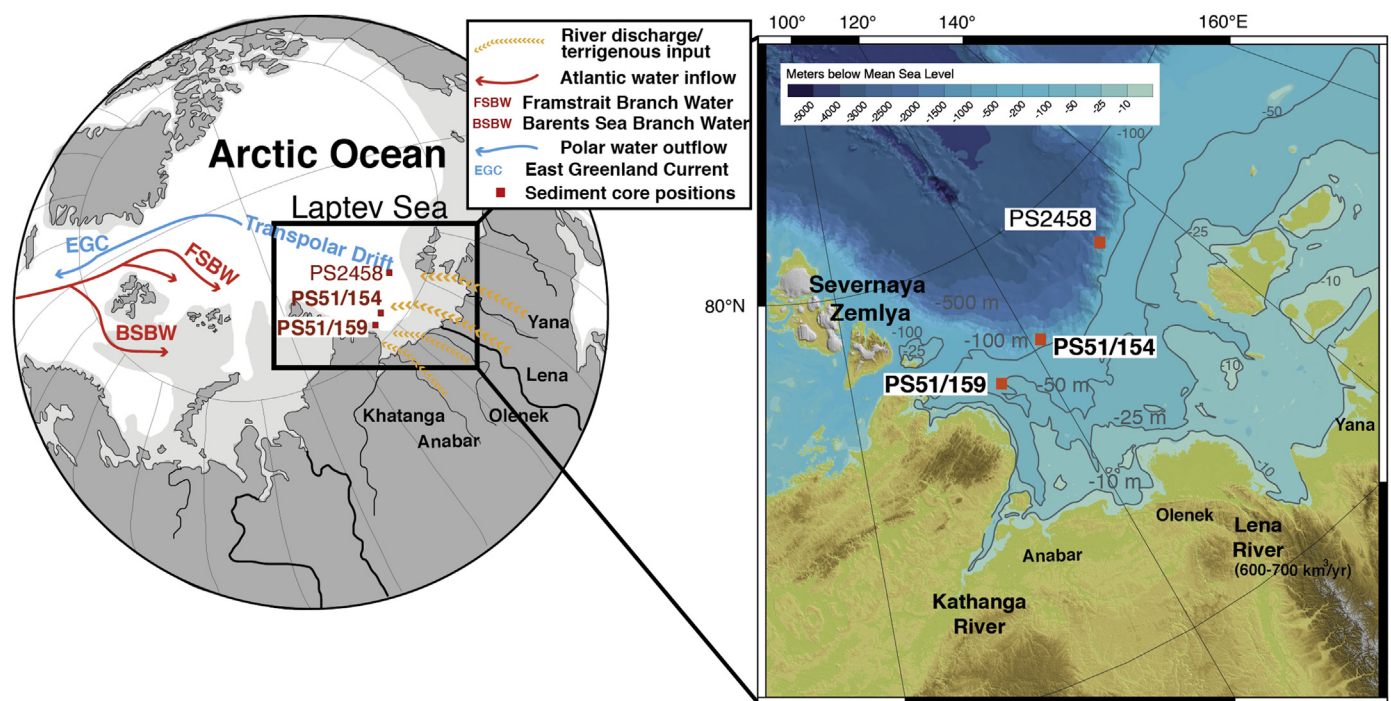 Arctic Ocean
Laptev Sea
EGC
Transpolar Drift
FSBW
BSBW
PS2458
PS51/154
PS51/159
Yana
Lena
Khatanga
Olenek
Anabar
River discharge/
terrigenous input
Atlantic water inflow
FSBW Framstrait Branch Water
BSBW Barents Sea Branch Water
Polar water outflow
EGC East Greenland Current
Sediment core positions
100° 120° 140° 160°E
80°N
Meters below Mean Sea Level
-5000 -4000 -3000 -2500 -2000 -1500 -1000 -500 -200 -100 -50 -25 -10
-50
-100
PS2458
-25
Severnaya
Zemlya
-10
-500 m
-100
-25
-100 m
PS51/154
-10
PS51/159
-50 m
-25 m
Yana
-10
-10 m
Olenek
Lena
River
(600-700 km³/yr)
Anabar
Kathanga
River